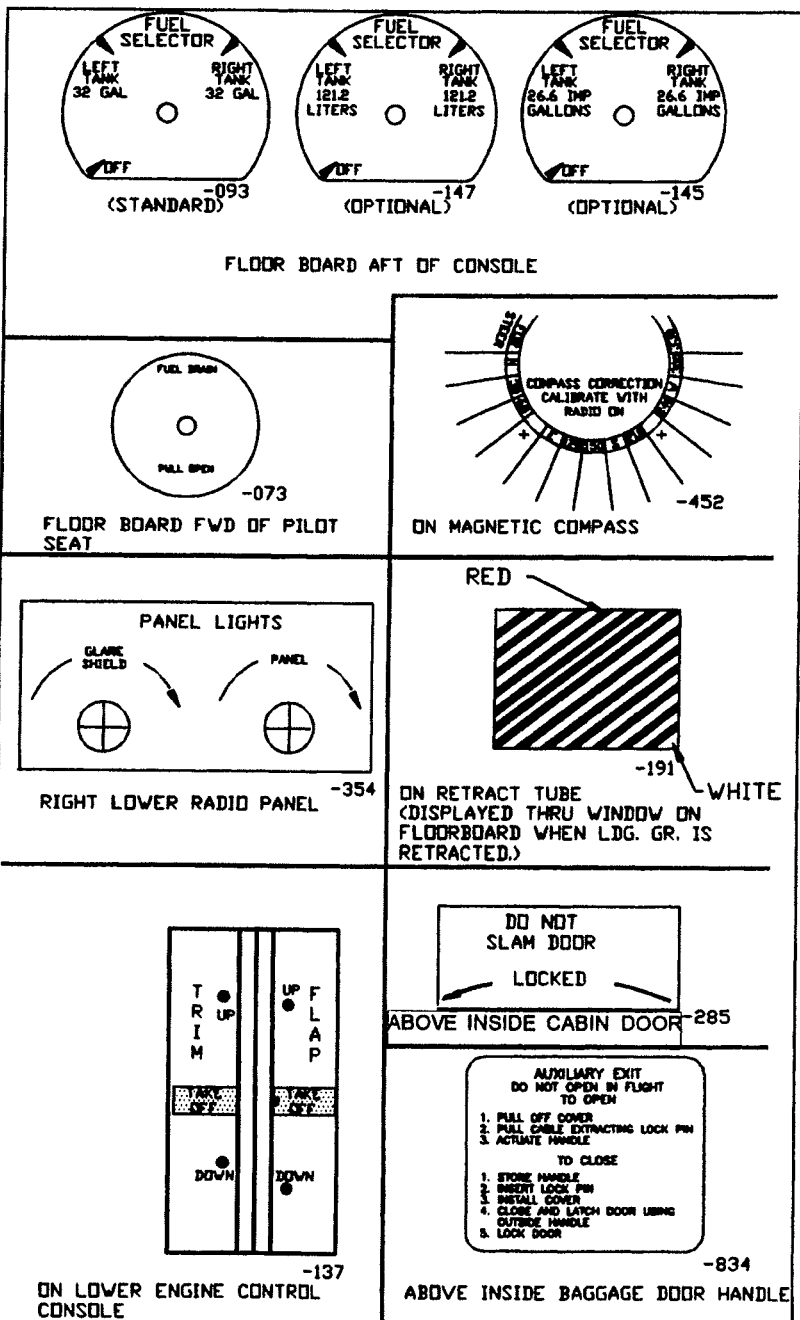 FUEL
SELECTOR
LEFT
TANK
32 GAL
RIGHT
TANK
32 GAL
OFF
-093
(STANDARD)
FUEL
SELECTOR
LEFT
TANK
121.2
LITERS
RIGHT
TANK
121.2
LITERS
OFF
-147
(OPTIONAL)
FUEL
SELECTOR
LEFT
TANK
26.6 IMP
GALLONS
RIGHT
TANK
26.6 IMP
GALLONS
OFF
-145
(OPTIONAL)
FLOOR BOARD AFT OF CONSOLE
FUEL DRAIN
PULL OPEN
-073
FLOOR BOARD FWD OF PILOT
SEAT
STEER
FOR
COMPASS CORRECTION
CALIBRATE WITH
RADIO ON
-452
ON MAGNETIC COMPASS
PANEL LIGHTS
GLARE
SHIELD
PANEL
-354
RIGHT LOWER RADIO PANEL
RED
-191
WHITE
ON RETRACT TUBE
(DISPLAYED THRU WINDOW ON
FLOORBOARD WHEN LDG. GR. IS
RETRACTED.)
TRIM
UP
UP
FLAP
TAKE
OFF
TAKE
OFF
DOWN
DOWN
-137
ON LOWER ENGINE CONTROL
CONSOLE
DO NOT
SLAM DOOR
LOCKED
ABOVE INSIDE CABIN DOOR
-285
AUXILIARY EXIT
DO NOT OPEN IN FLIGHT
TO OPEN
1. PULL OFF COVER
2. PULL CABLE EXTRACTING LOCK PIN
3. ACTUATE HANDLE
TO CLOSE
1. STORE HANDLE
2. INSERT LOCK PIN
3. INSTALL COVER
4. CLOSE AND LATCH DOOR USING
OUTSIDE HANDLE
5. LOCK DOOR
-834
ABOVE INSIDE BAGGAGE DOOR HANDLE